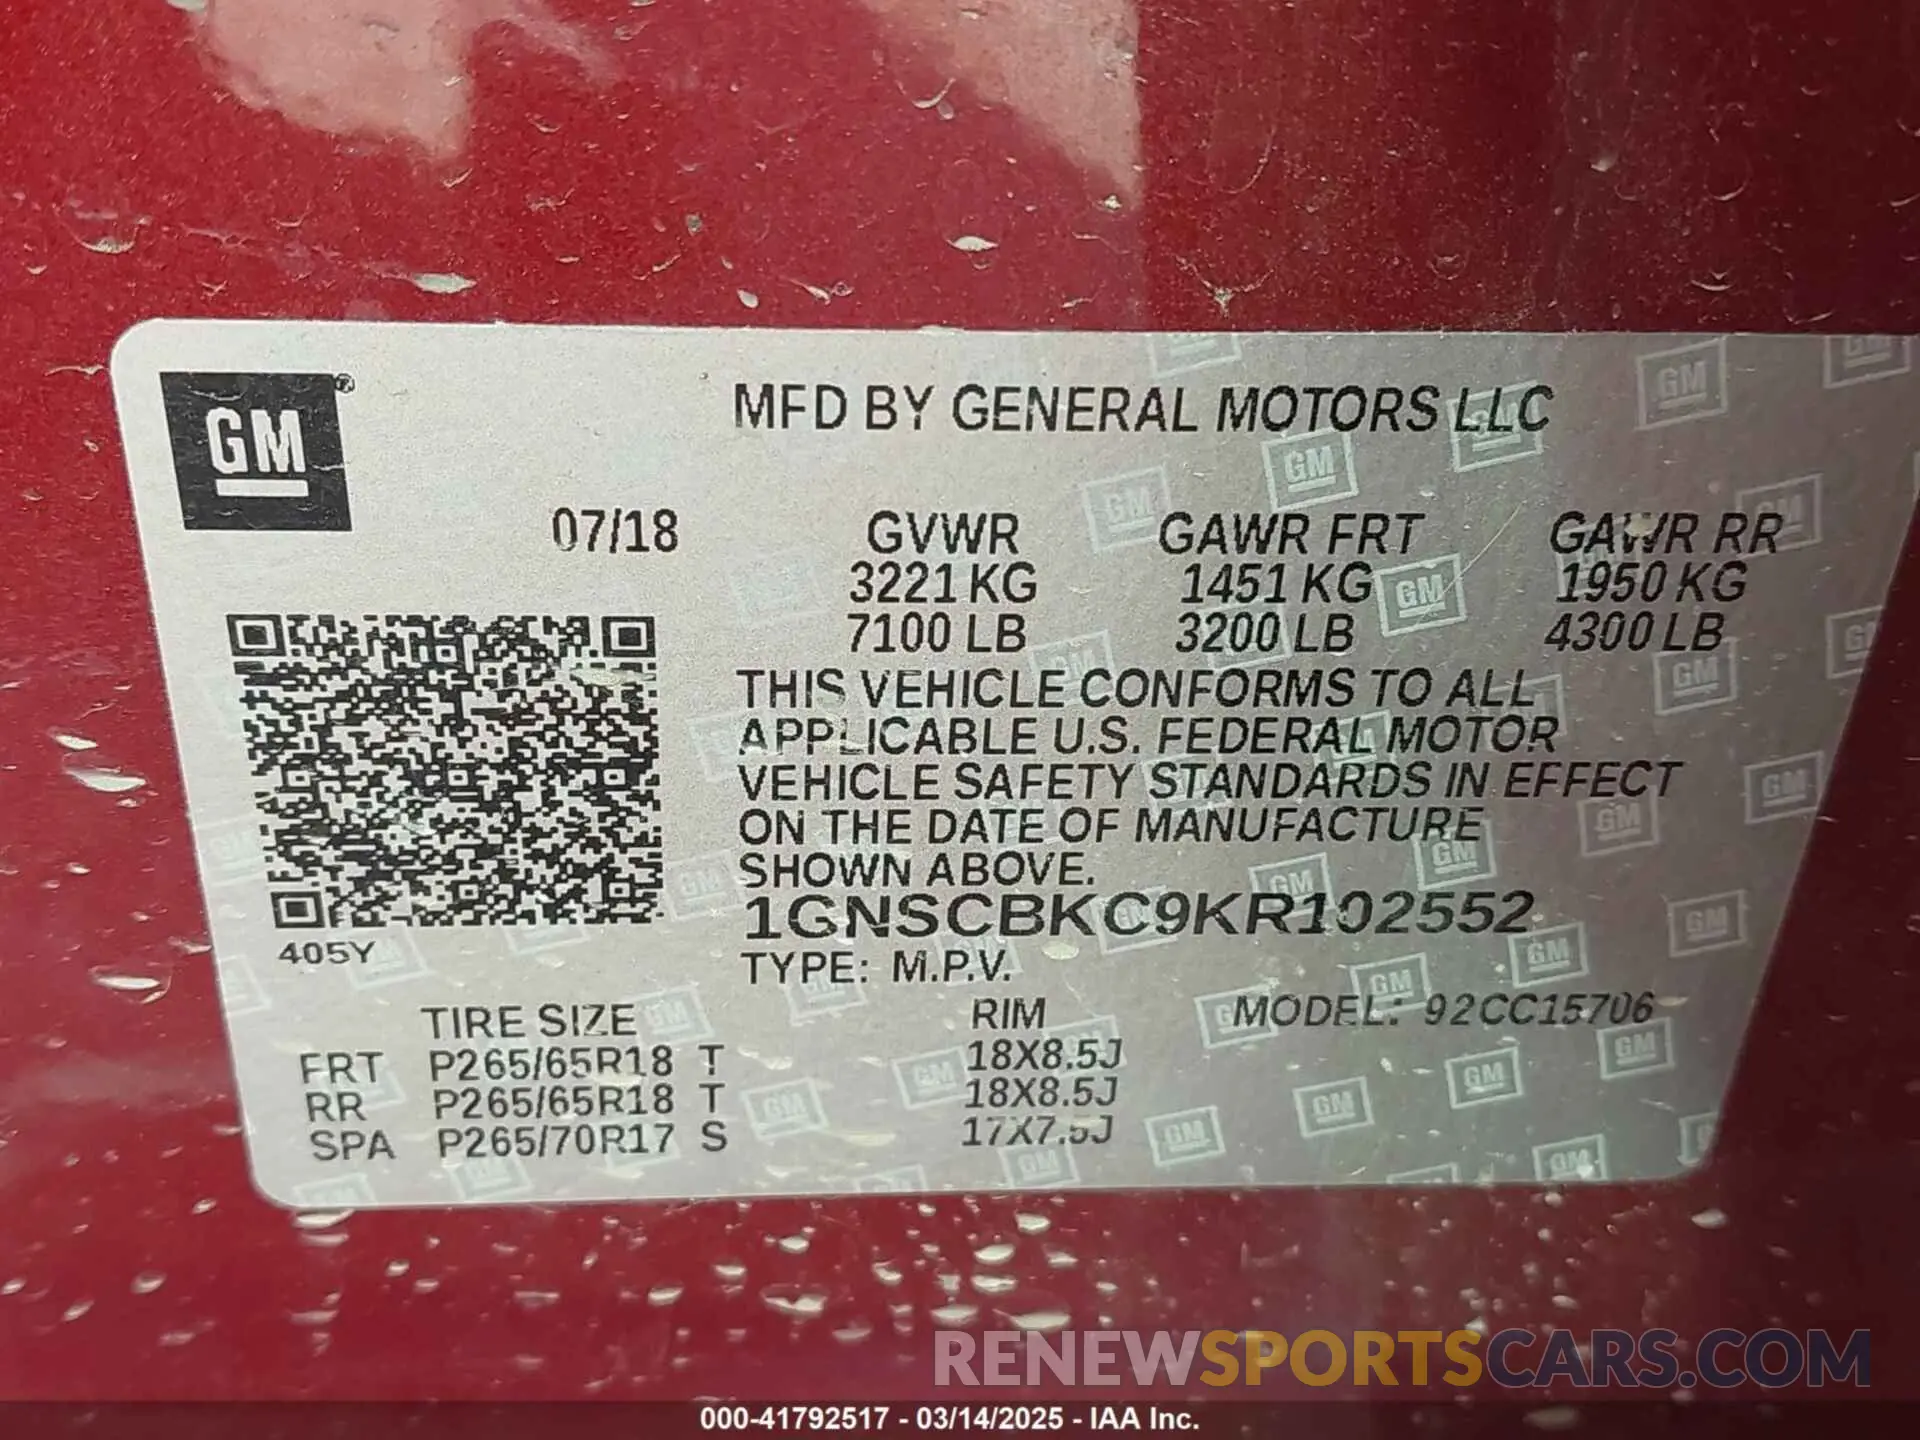 GM®
MFD BY GENERAL MOTORS LLC
07/18 GVWR GAWR FRT GAWR RR
3221 KG 1451 KG 1950 KG
7100 LB 3200 LB 4300 LB
THIS VEHICLE CONFORMS TO ALL
APPLICABLE U.S. FEDERAL MOTOR
VEHICLE SAFETY STANDARDS IN EFFECT
ON THE DATE OF MANUFACTURE
SHOWN ABOVE.
1GNSCBKC9KR102552
405Y
TYPE: M.P.V.
TIRE SIZE RIM MODEL: 92CC15706
FRT P265/65R18 T 18X8.5J
RR P265/65R18 T 18X8.5J
SPA P265/70R17 S 17X7.5J
RENEWSPORTSCARS.COM
000-41792517 - 03/14/2025 - IAA Inc.